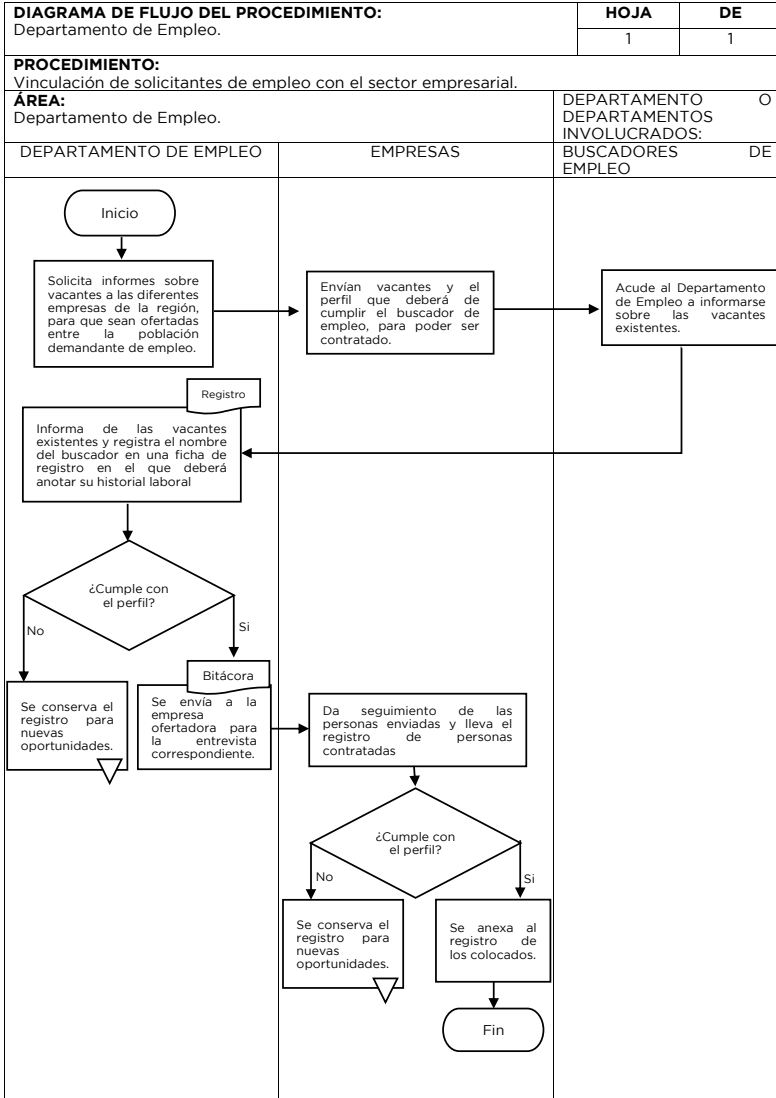 DIAGRAMA DE FLUJO DEL PROCEDIMIENTO:
Departamento de Empleo.
HOJA
DE
1
1
PROCEDIMIENTO:
Vinculación de solicitantes de empleo con el sector empresarial.
ÁREA:
Departamento de Empleo.
DEPARTAMENTO O
DEPARTAMENTOS
INVOLUCRADOS:
DEPARTAMENTO DE EMPLEO
EMPRESAS
BUSCADORES DE
EMPLEO
Inicio
Solicita informes sobre
vacantes a las diferentes
empresas de la región,
para que sean ofertadas
entre la población
demandante de empleo.
Envían vacantes y el
perfil que deberá de
cumplir el buscador de
empleo, para poder ser
contratado.
Acude al Departamento
de Empleo a informarse
sobre las vacantes
existentes.
Registro
Informa de las vacantes
existentes y registra el nombre
del buscador en una ficha de
registro en el que deberá
anotar su historial laboral
¿Cumple con
el perfil?
No
Si
Bitácora
Se conserva el
registro para
nuevas
oportunidades.
Se envía a la
empresa
ofertadora para
la entrevista
correspondiente.
Da seguimiento de las
personas enviadas y lleva el
registro de personas
contratadas
¿Cumple con
el perfil?
No
Si
Se conserva el
registro para
nuevas
oportunidades.
Se anexa al
registro de
los colocados.
Fin